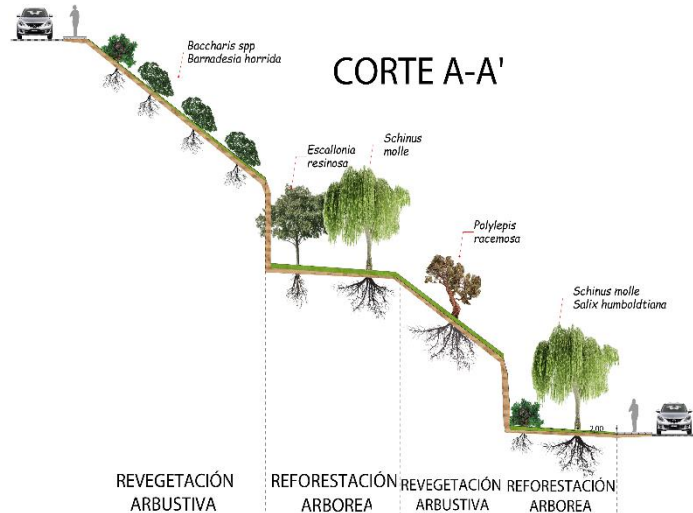 Baccharis spp
Barnadesia horrida
CORTE A-A'
Escallonia
resinosa
Schinus
molle
Polylepis
racemosa
Schinus molle
Salix humboldtiana
2.00
REVEGETACIÓN
ARBUSTIVA
REFORESTACIÓN
ARBOREA
REVEGETACIÓN
ARBUSTIVA
REFORESTACIÓN
ARBOREA